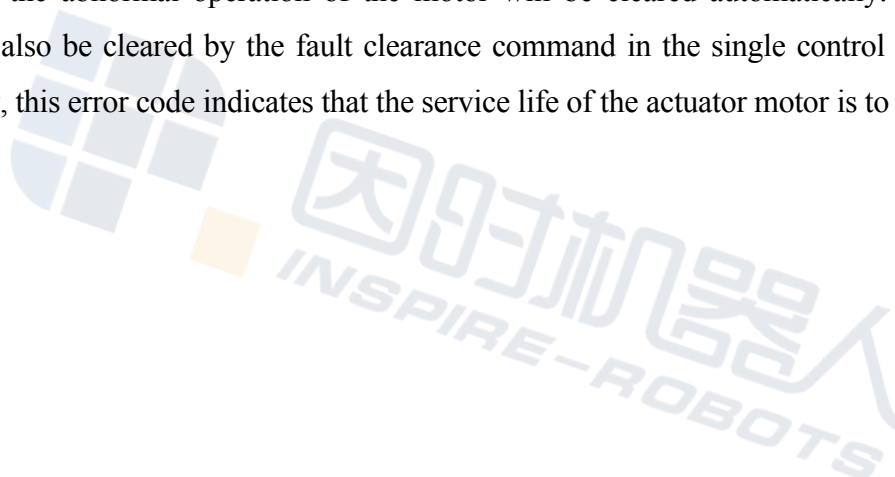 the abnormal operation of the motor will be cleared automatically.
also be cleared by the fault clearance command in the single control
, this error code indicates that the service life of the actuator motor is to
因时机器人
INSPIRE-ROBOTS